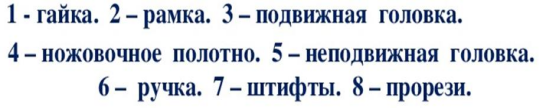 1 - гайка. 2 – рамка. 3 – подвижная головка.
4 – ножовочное полотно. 5 – неподвижная головка.
6 – ручка. 7 – штифты. 8 – прорези.